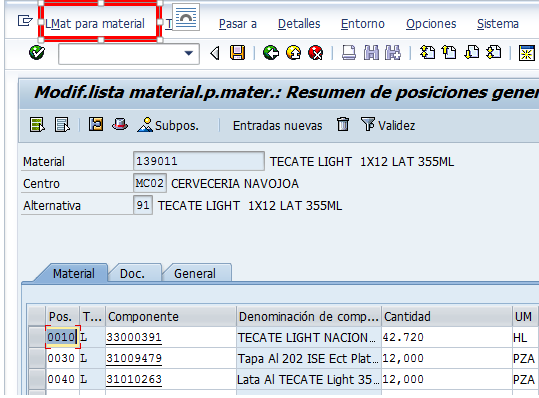 LMat para material T Pasar a Detalles Entorno Opciones Sistema
Modif.lista material.p.mater.: Resumen de posiciones gener
Subpos. Entradas nuevas Validez
Material 139011 TECATE LIGHT 1X12 LAT 355ML
Centro MC02 CERVECERIA NAVOJOA
Alternativa 91 TECATE LIGHT 1X12 LAT 355ML
Material Doc. General
Pos. T... Componente Denominación de comp... Cantidad UM
0010 L 33000391 TECATE LIGHT NACION... 42.720 HL
0030 L 31009479 Tapa Al 202 ISE Ect Plat... 12,000 PZA
0040 L 31010263 Lata Al TECATE Light 35... 12,000 PZA